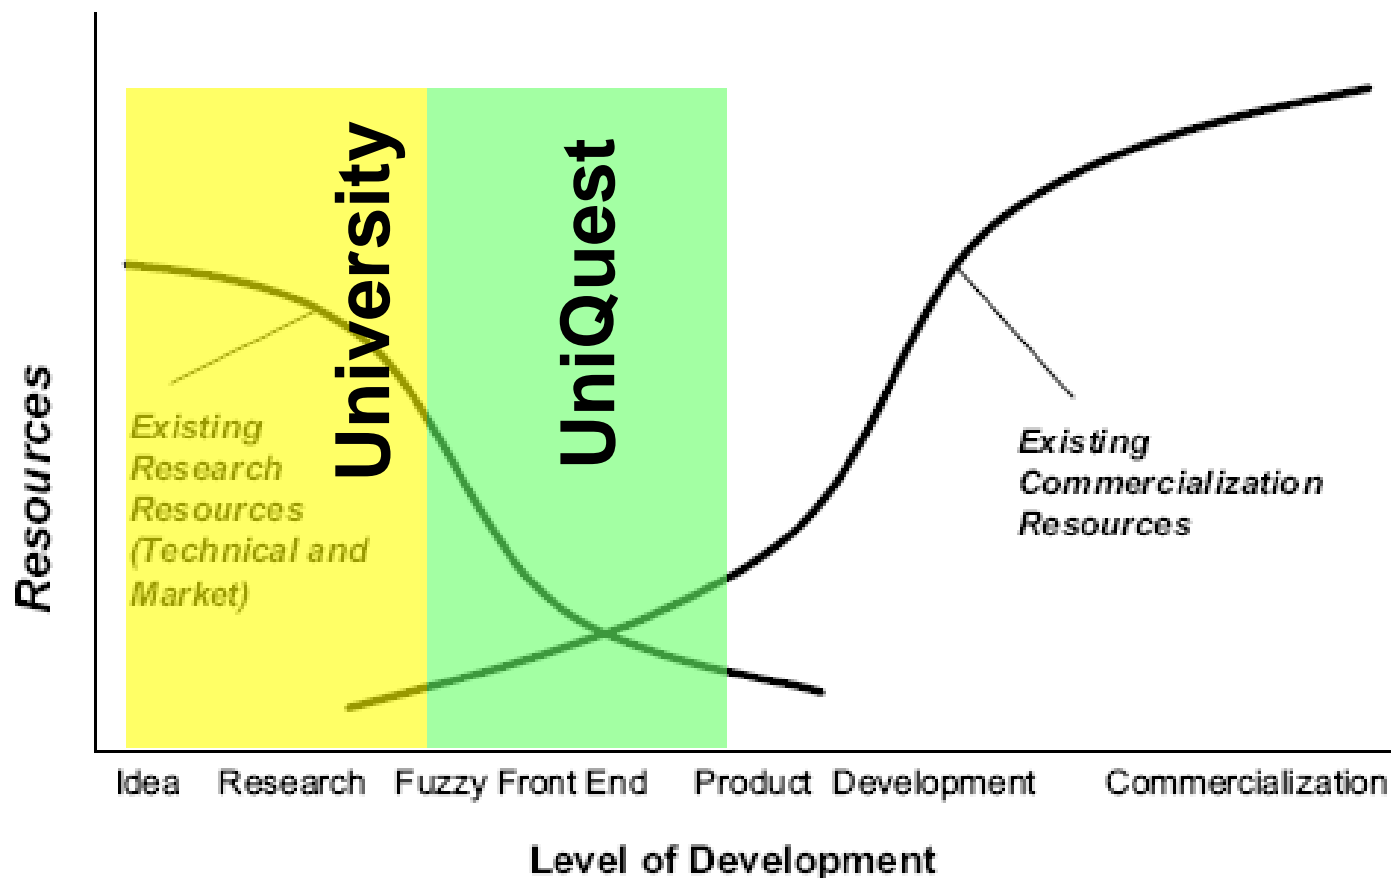 University
UniQuest
Resources
Existing
Research
Resources
(Technical and
Market)
Existing
Commercialization
Resources
Idea Research Fuzzy Front End Product Development Commercialization
Level of Development